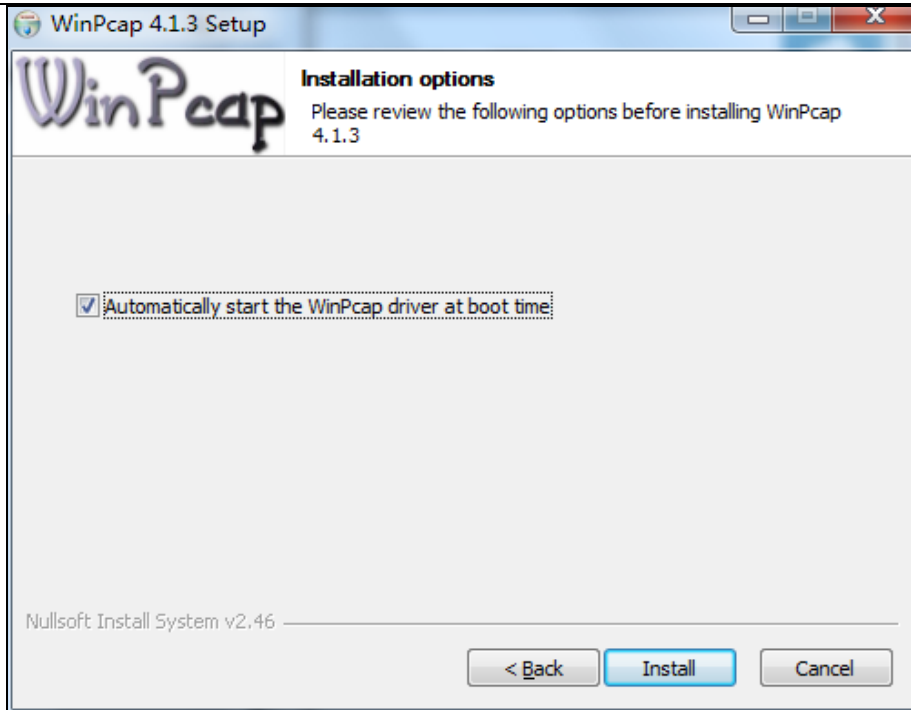 WinPcap 4.1.3 Setup
WinPcap
Installation options
Please review the following options before installing WinPcap
4.1.3
Automatically start the WinPcap driver at boot time
Nullsoft Install System v2.46
< Back
Install
Cancel